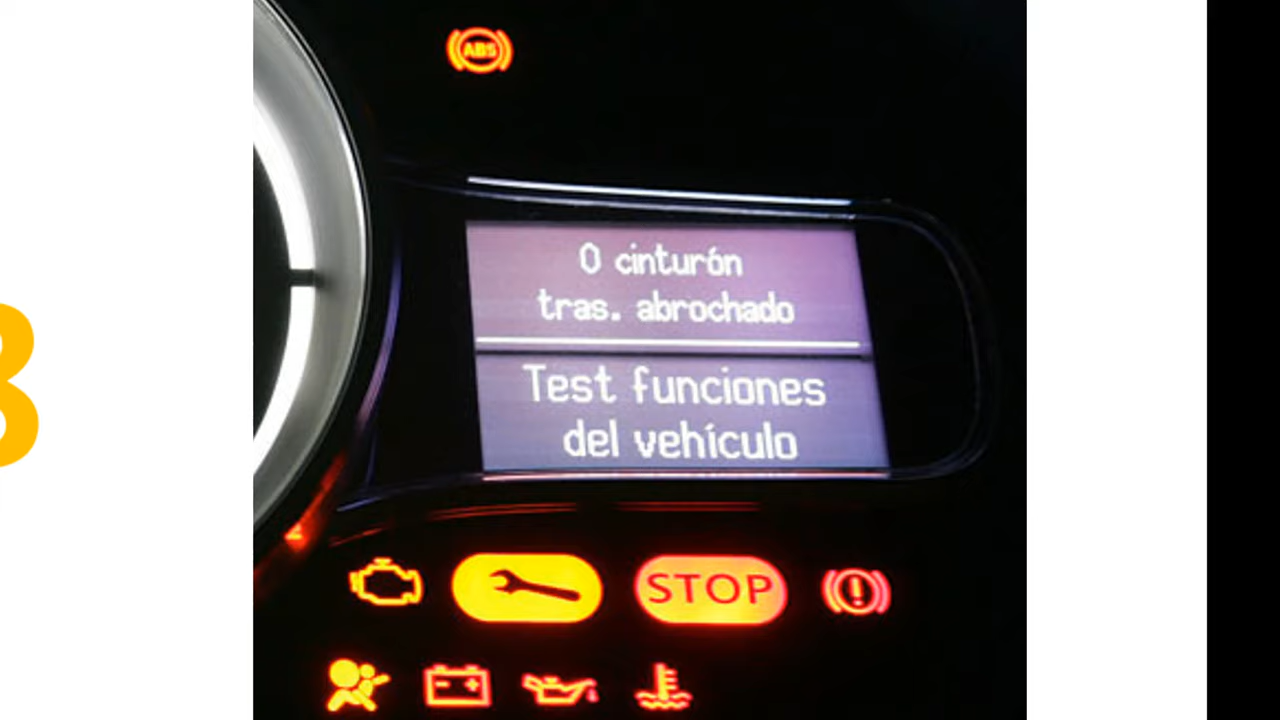 ABS
0 cinturón
tras. abrochado
Test funciones
del vehículo
STOP